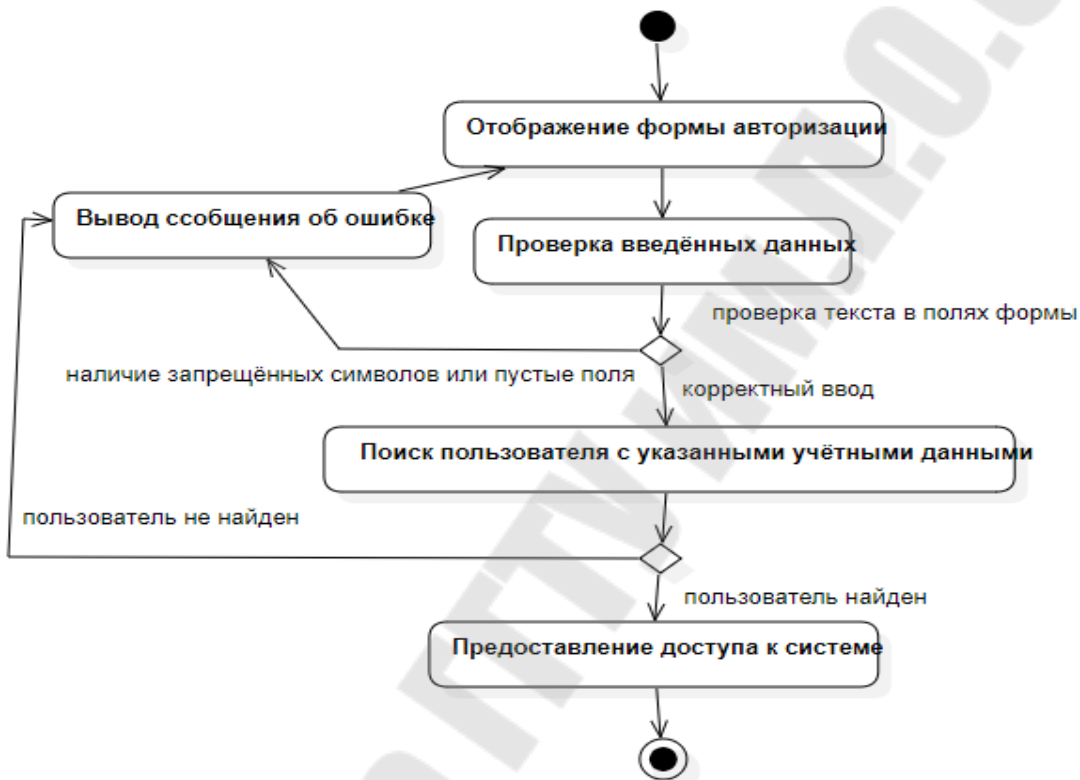 Отображение формы авторизации
Вывод ссобщения об ошибке
Проверка введённых данных
проверка текста в полях формы
наличие запрещённых символов или пустые поля
корректный ввод
Поиск пользователя с указанными учётными данными
пользователь не найден
пользователь найден
Предоставление доступа к системе